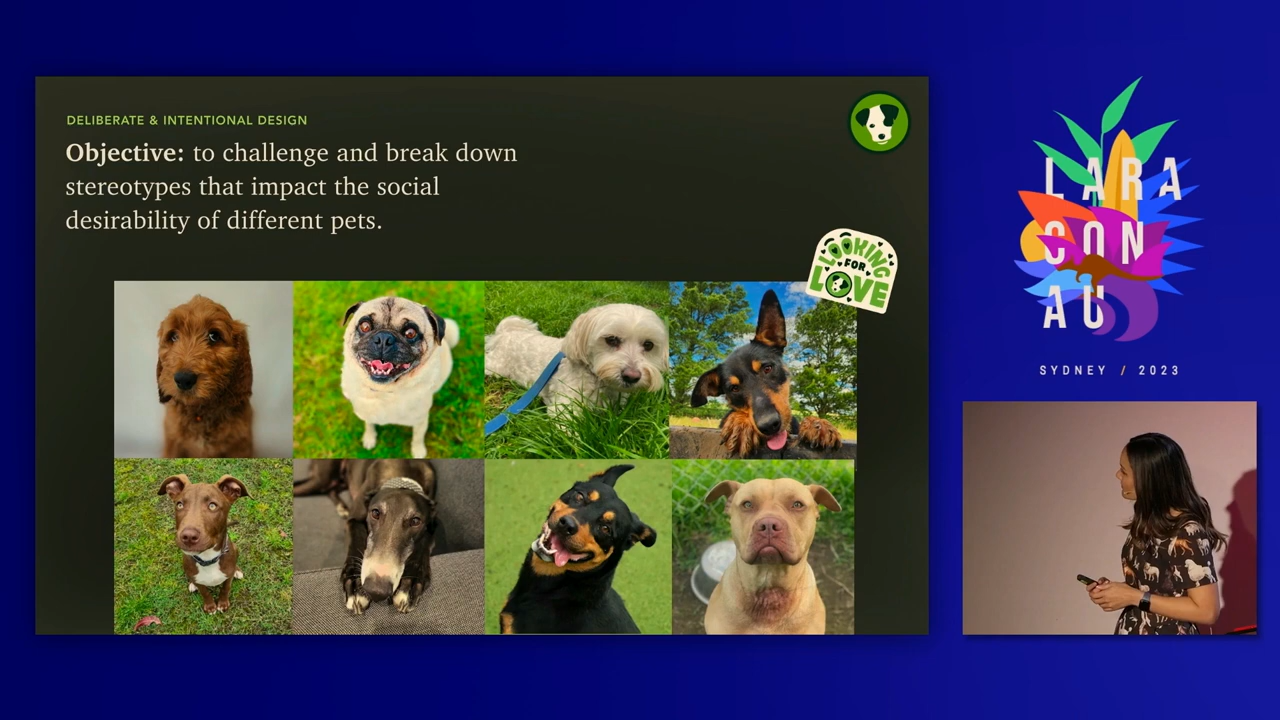 DELIBERATE & INTENTIONAL DESIGN
Objective: to challenge and break down
stereotypes that impact the social
desirability of different pets.
LOOKING
FOR
LOVE
LARA
CON
AU
SYDNEY / 2023